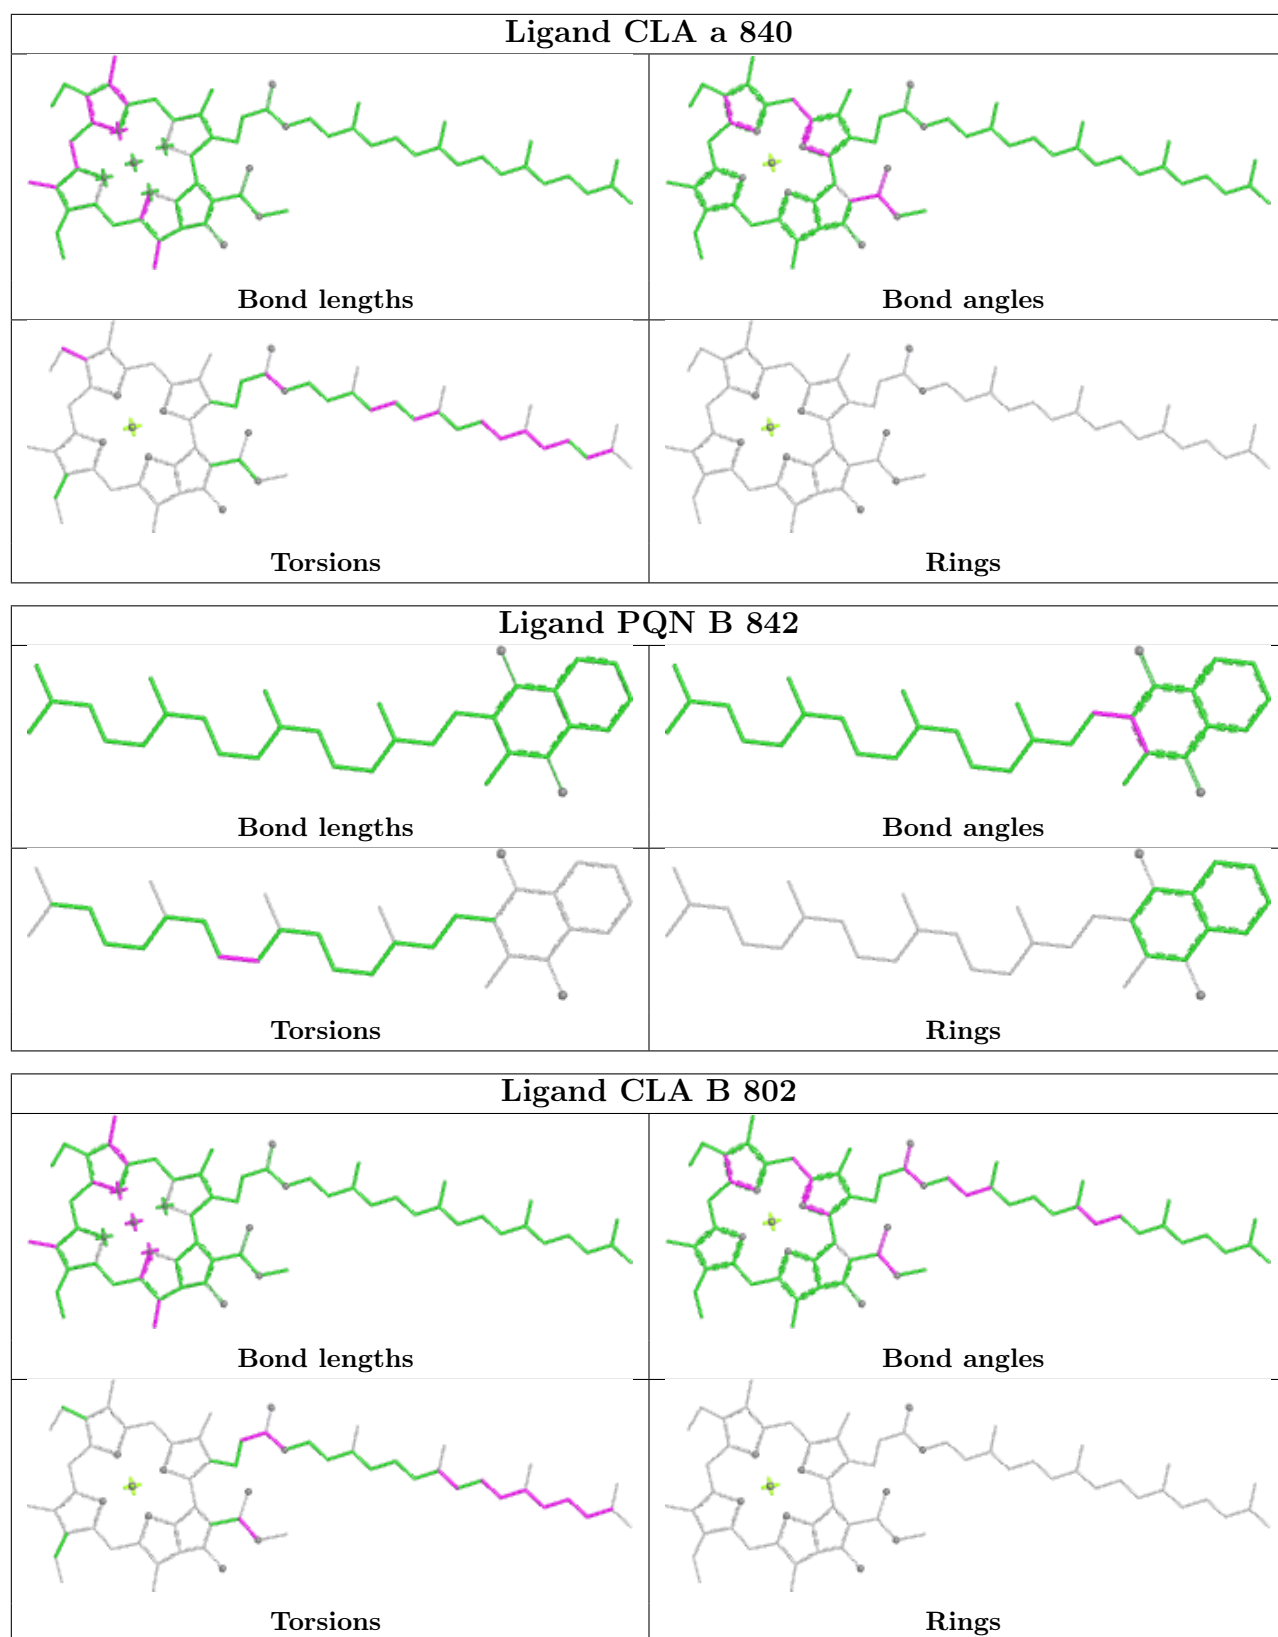 Ligand CLA a 840
Bond lengths
Bond angles
Torsions
Rings
Ligand PQN B 842
Bond lengths
Bond angles
Torsions
Rings
Ligand CLA B 802
Bond lengths
Bond angles
Torsions
Rings